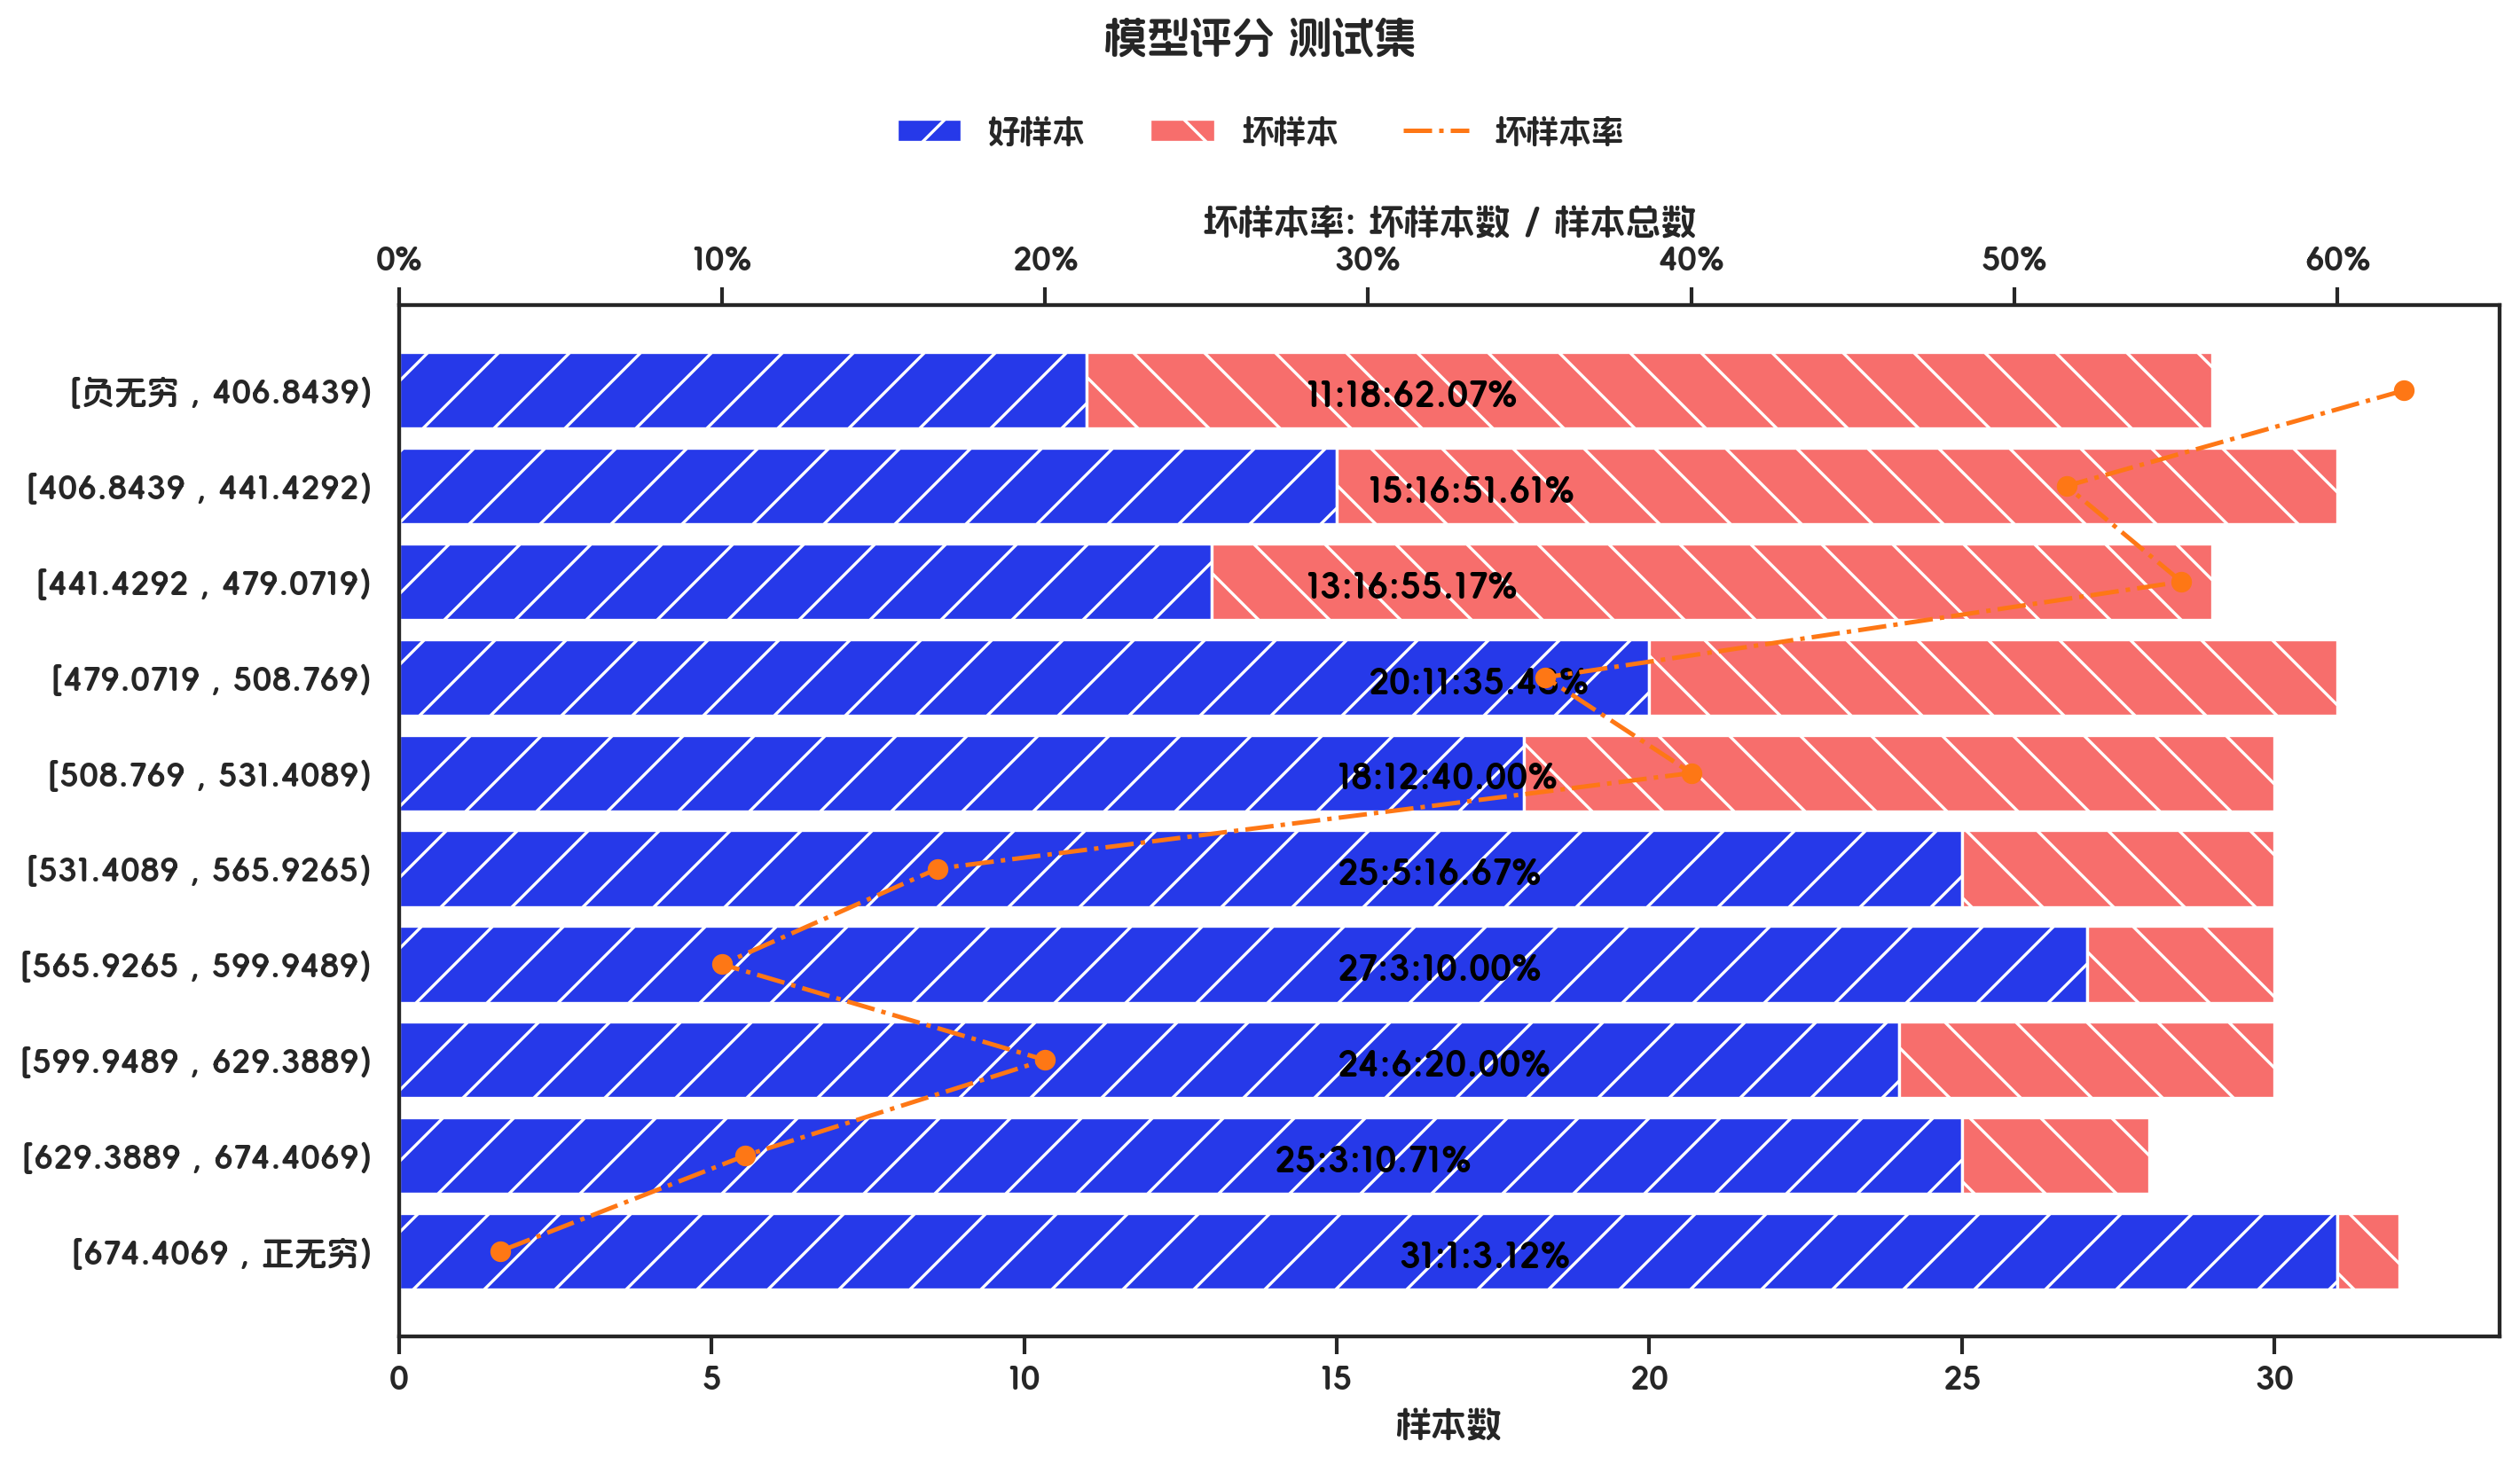 模型评分 测试集
好样本 坏样本 坏样本率
坏样本率: 坏样本数 / 样本总数
0% 10% 20% 30% 40% 50% 60%
[负无穷 , 406.8439) 11:18:62.07%
[406.8439 , 441.4292) 15:16:51.61%
[441.4292 , 479.0719) 13:16:55.17%
[479.0719 , 508.769) 20:11:35.48%
[508.769 , 531.4089) 18:12:40.00%
[531.4089 , 565.9265) 25:5:16.67%
[565.9265 , 599.9489) 27:3:10.00%
[599.9489 , 629.3889) 24:6:20.00%
[629.3889 , 674.4069) 25:3:10.71%
[674.4069 , 正无穷) 31:1:3.12%
0 5 10 15 20 25 30
样本数